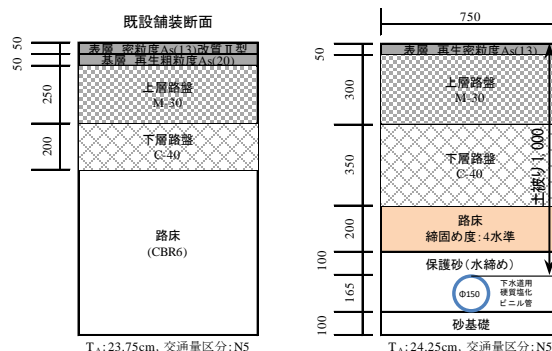 既設舗装断面
50
表層 密粒度As(13)改質Ⅱ型
50
基層 再生粗粒度As(20)
250
上層路盤
M-30
200
下層路盤
C-40
路床
(CBR6)
T_A:23.75cm, 交通量区分:N5
750
50
表層 再生密粒度As(13)
300
上層路盤
M-30
350
下層路盤
C-40
土被り1,000
200
路床
締固め度:4水準
100
保護砂(水締め)
165
Φ150
下水道用
硬質塩化
ビニル管
100
砂基礎
T_A:24.25cm, 交通量区分:N5